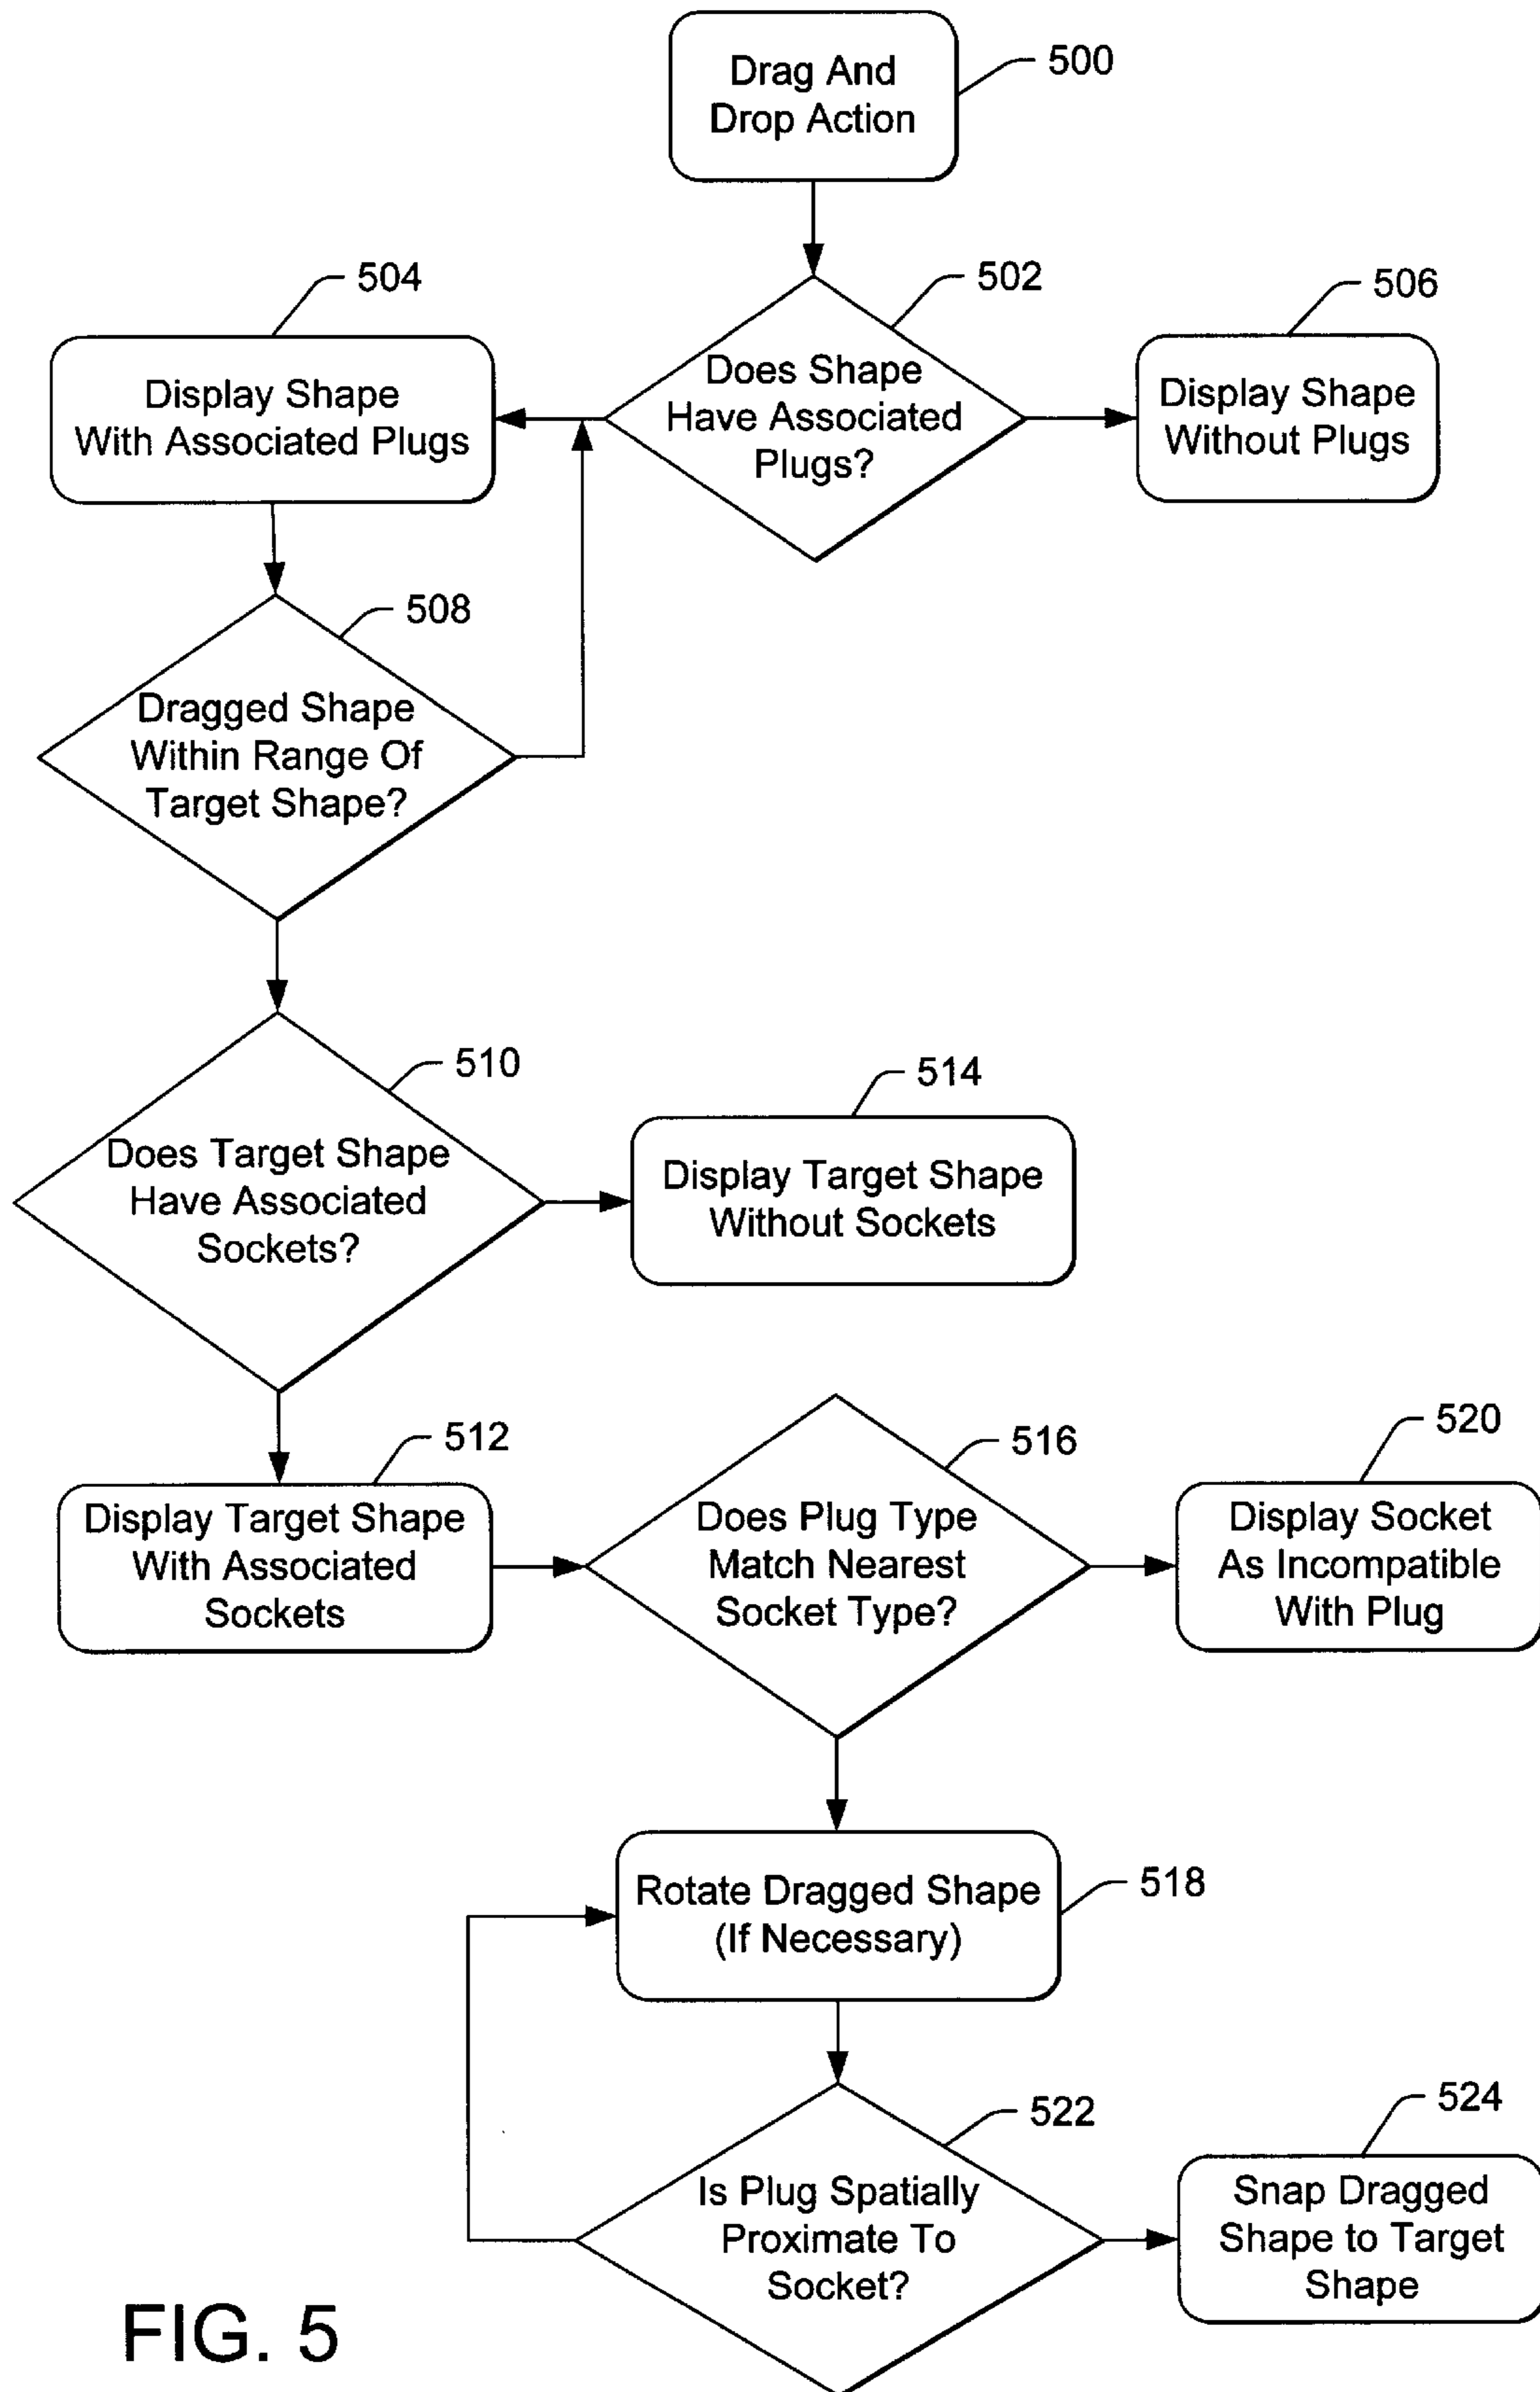 Drag And
Drop Action
500
502
Does Shape
Have Associated
Plugs?
504
Display Shape
With Associated Plugs
506
Display Shape
Without Plugs
508
Dragged Shape
Within Range Of
Target Shape?
510
Does Target Shape
Have Associated
Sockets?
514
Display Target Shape
Without Sockets
512
Display Target Shape
With Associated
Sockets
516
Does Plug Type
Match Nearest
Socket Type?
520
Display Socket
As Incompatible
With Plug
518
Rotate Dragged Shape
(If Necessary)
522
Is Plug Spatially
Proximate To
Socket?
524
Snap Dragged
Shape to Target
Shape
FIG. 5